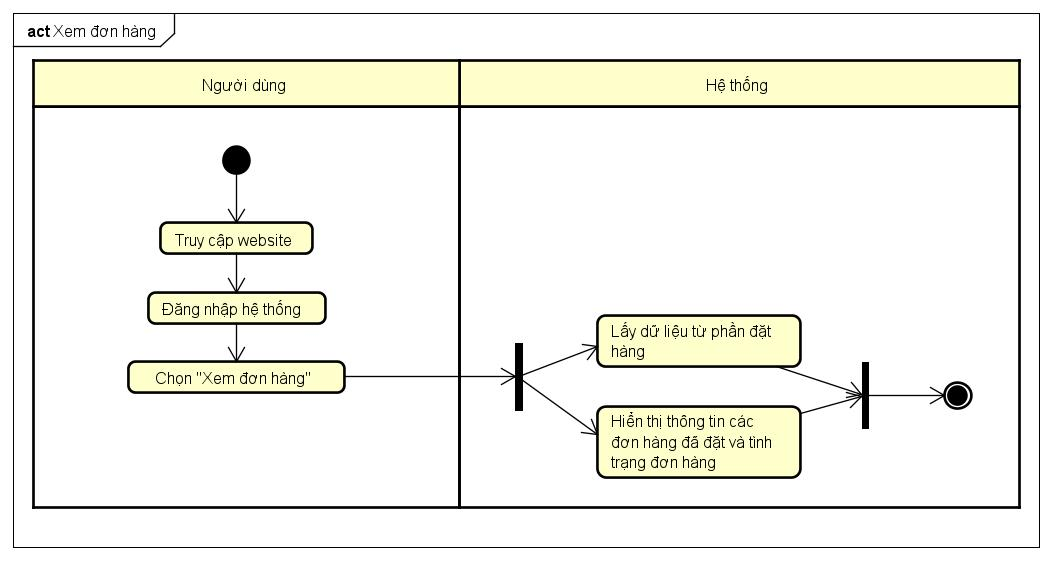 act Xem đơn hàng
Người dùng
Hệ thống
Truy cập website
Đăng nhập hệ thống
Chọn "Xem đơn hàng"
Lấy dữ liệu từ phần đặt
hàng
Hiển thị thông tin các
đơn hàng đã đặt và tình
trạng đơn hàng